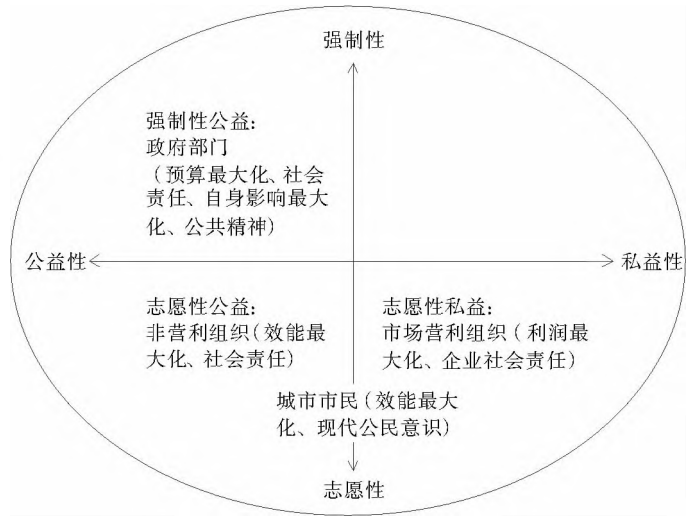 强制性
强制性公益:
政府部门
(预算最大化、社会
责任、自身影响最大
化、公共精神)
公益性
私益性
志愿性公益:
非营利组织(效能最
大化、社会责任)
志愿性私益:
市场营利组织(利润最
大化、企业社会责任)
城市市民(效能最大
化、现代公民意识)
志愿性